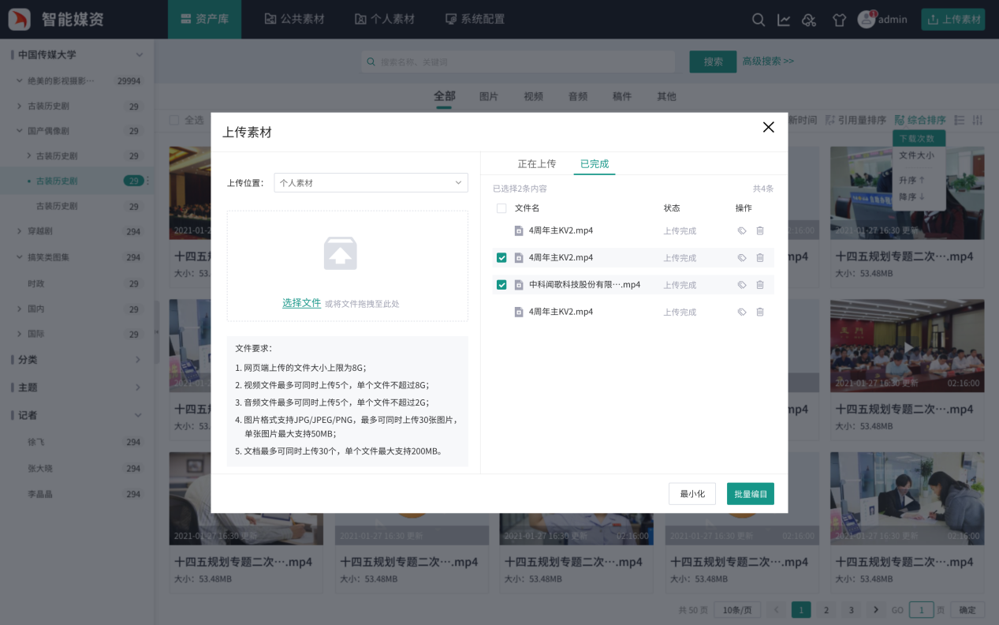 智能媒资
资产库
公共素材
个人素材
系统配置
1
admin
上传素材
中国传媒大学
绝美的影视摄影… 29994
古装历史剧 29
国产偶像剧 29
古装历史剧 29
古装历史剧 29
古装历史剧 29
穿越剧 294
搞笑类图集 294
时政 29
国内 29
国际 29
分类
主题
记者
徐飞 294
张大晓 294
李晶晶 294
搜索名称、关键词
搜索
高级搜索 >>
全部 图片 视频 音频 稿件 其他
全选
新时间 引用量排序 综合排序
下载次数
文件大小
升序↑
降序↓
上传素材
上传位置：
个人素材
选择文件 或将文件拖拽至此处
文件要求：
1. 网页端上传的文件大小上限为8G；
2. 视频文件最多可同时上传5个，单个文件不超过8G；
3. 音频文件最多可同时上传5个，单个文件不超过2G；
4. 图片格式支持JPG/JPEG/PNG，最多可同时上传30张图片，
单张图片最大支持50MB；
5. 文档最多可同时上传30个，单个文件最大支持200MB。
正在上传 已完成
已选择2条内容 共4条
文件名 状态 操作
4周年主KV2.mp4 上传完成
4周年主KV2.mp4 上传完成
中科闻歌科技股份有限….mp4 上传完成
4周年主KV2.mp4 上传完成
最小化 批量编目
2021-01
2:16:00
2021-01-27 16:30 更新
十四五
mp4
十四五规划专题二次….mp4
大小：53.
大小：53.48MB
五 门
2021-01
6:00
2021-01-27 16:30 更新 02:16:00
十四五
mp4
十四五规划专题二次….mp4
大小：53.
大小：53.48MB
2021-01-27 16:30 更新
2021-01-27 16:30 更新
2021-01-27 16:30 更新 02:16:00
2021-01-27 16:30 更新 02:16:00
2021-01-27 16:30 更新 02:16:00
十四五规划专题二次….mp4
十四五规划专题二次….mp4
十四五规划专题二次….mp4
十四五规划专题二次….mp4
十四五规划专题二次….mp4
大小：53.48MB
大小：53.48MB
大小：53.48MB
大小：53.48MB
大小：53.48MB
共 50 页 10条/页 < 1 2 3 > GO 1 页 确定